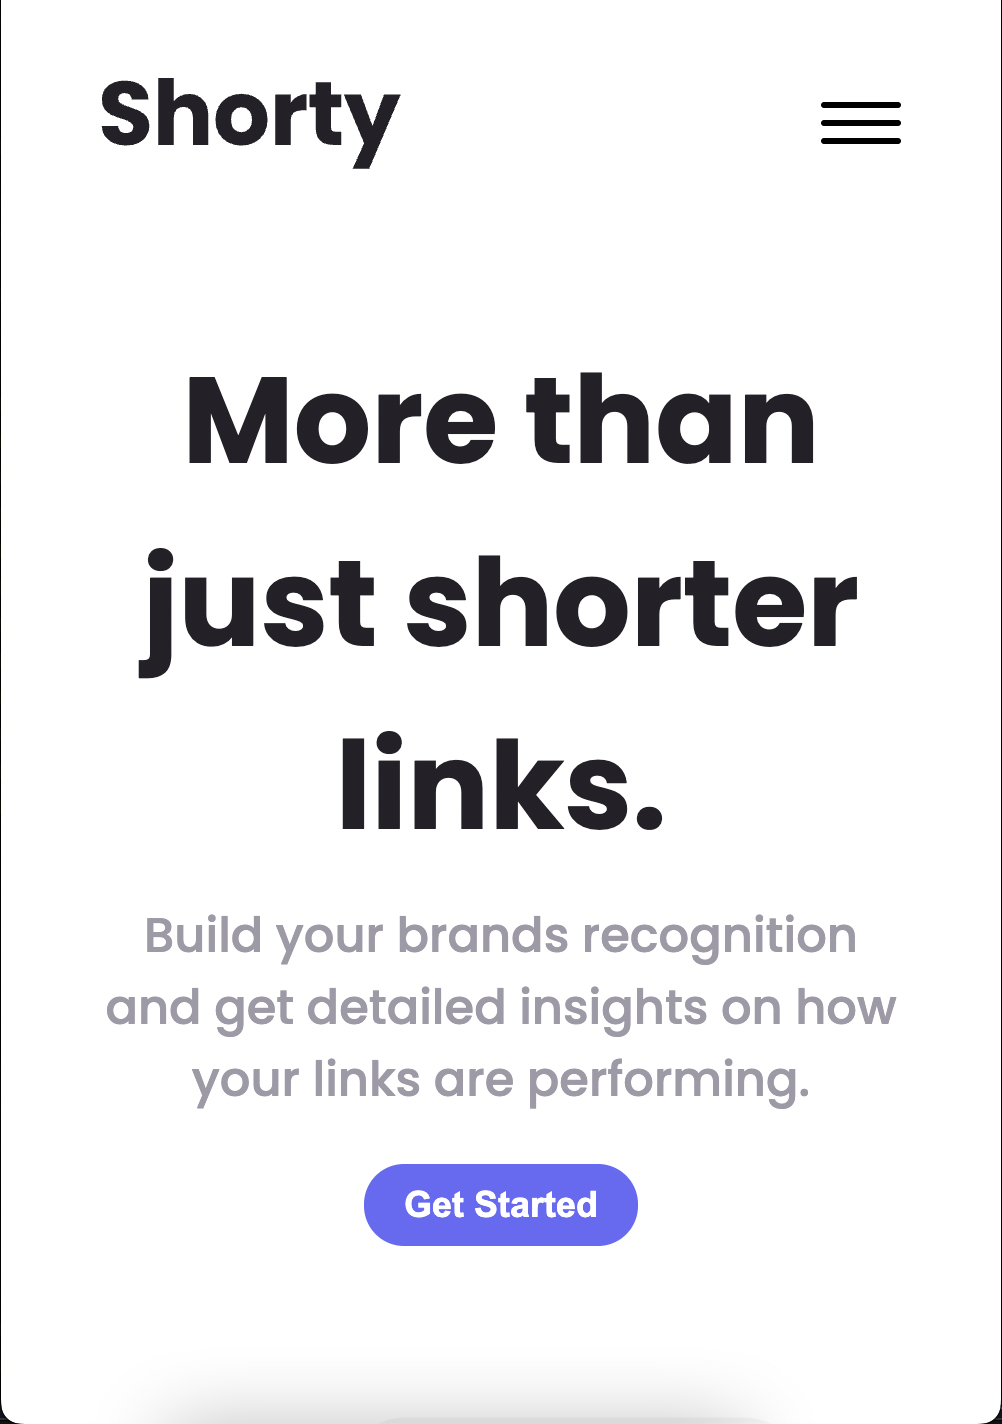 Shorty
More than
just shorter
links.
Build your brands recognition
and get detailed insights on how
your links are performing.
Get Started